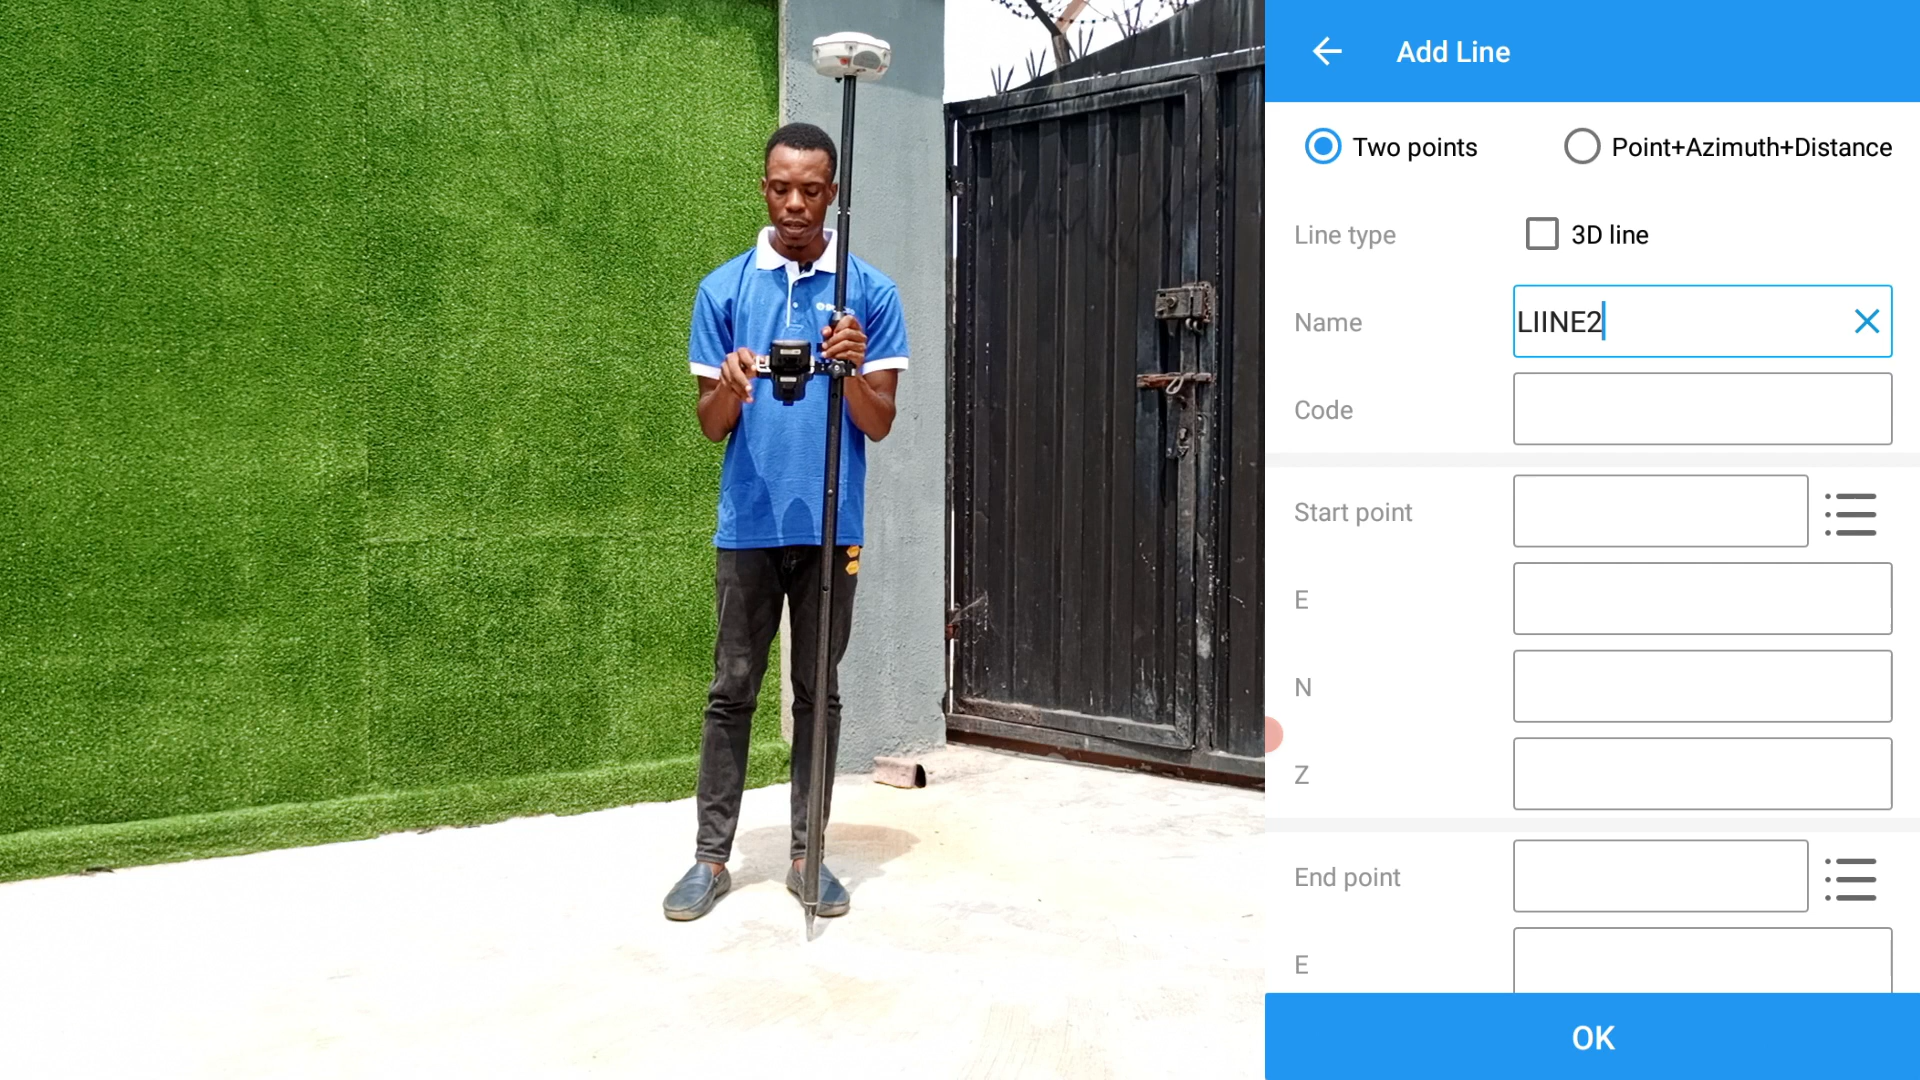 Add Line
Two points
Point+Azimuth+Distance
Line type
3D line
Name
LIINE2
Code
Start point
E
N
Z
End point
E
OK